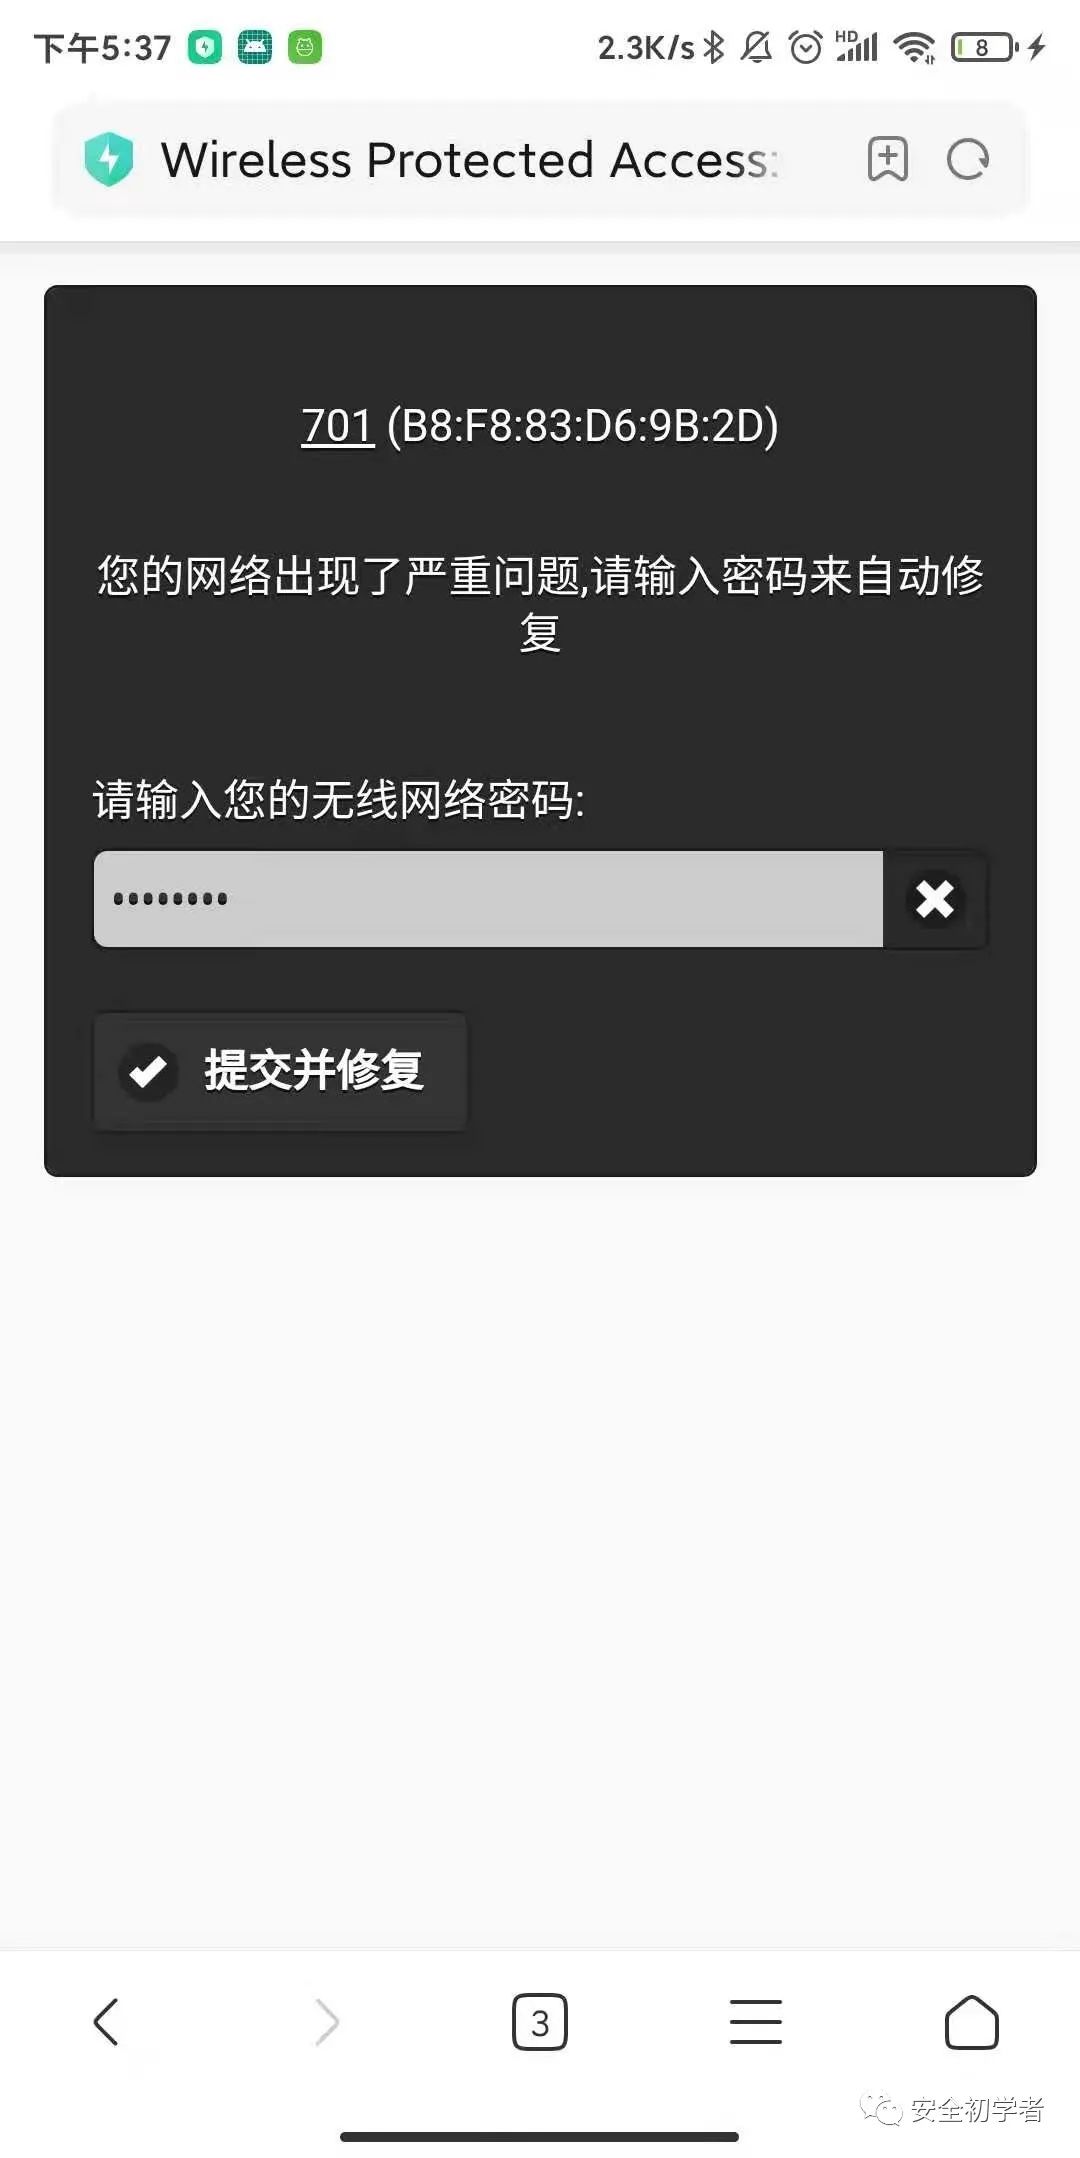 下午5:37 2.3K/s HD 8
Wireless Protected Access:
701 (B8:F8:83:D6:9B:2D)
您的网络出现了严重问题,请输入密码来自动修
复
请输入您的无线网络密码:
••••••••
提交并修复
3
安全初学者